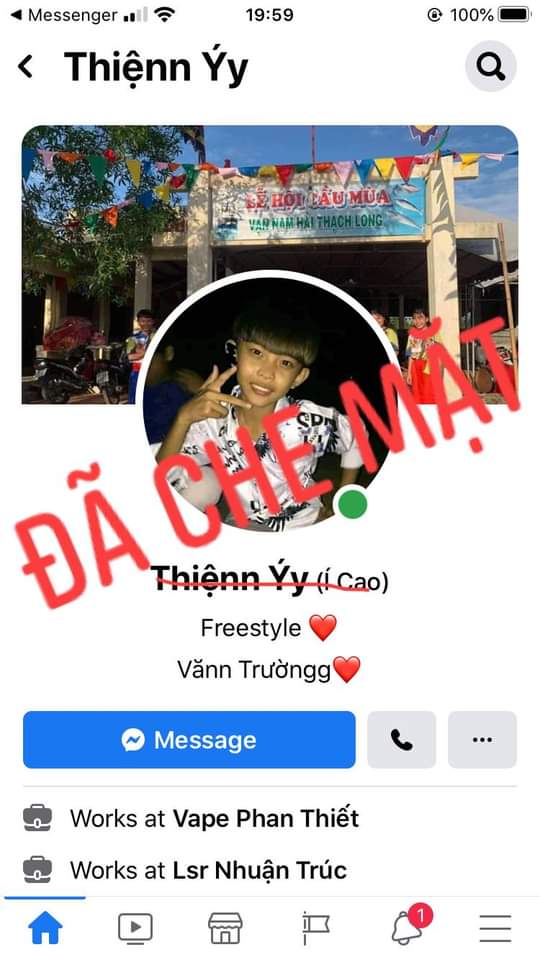 Messenger
19:59
100%
Thiệnn Ýy
LỄ HỘI CẦU MÙA
VẠN NAM HẢI THẠCH LONG
ĐÃ CHE MẶT
Thiệnn Ýy (Í Cao)
Freestyle ❤️
Vănn Trườngg❤️
Message
Works at Vape Phan Thiết
Works at Lsr Nhuận Trúc
1